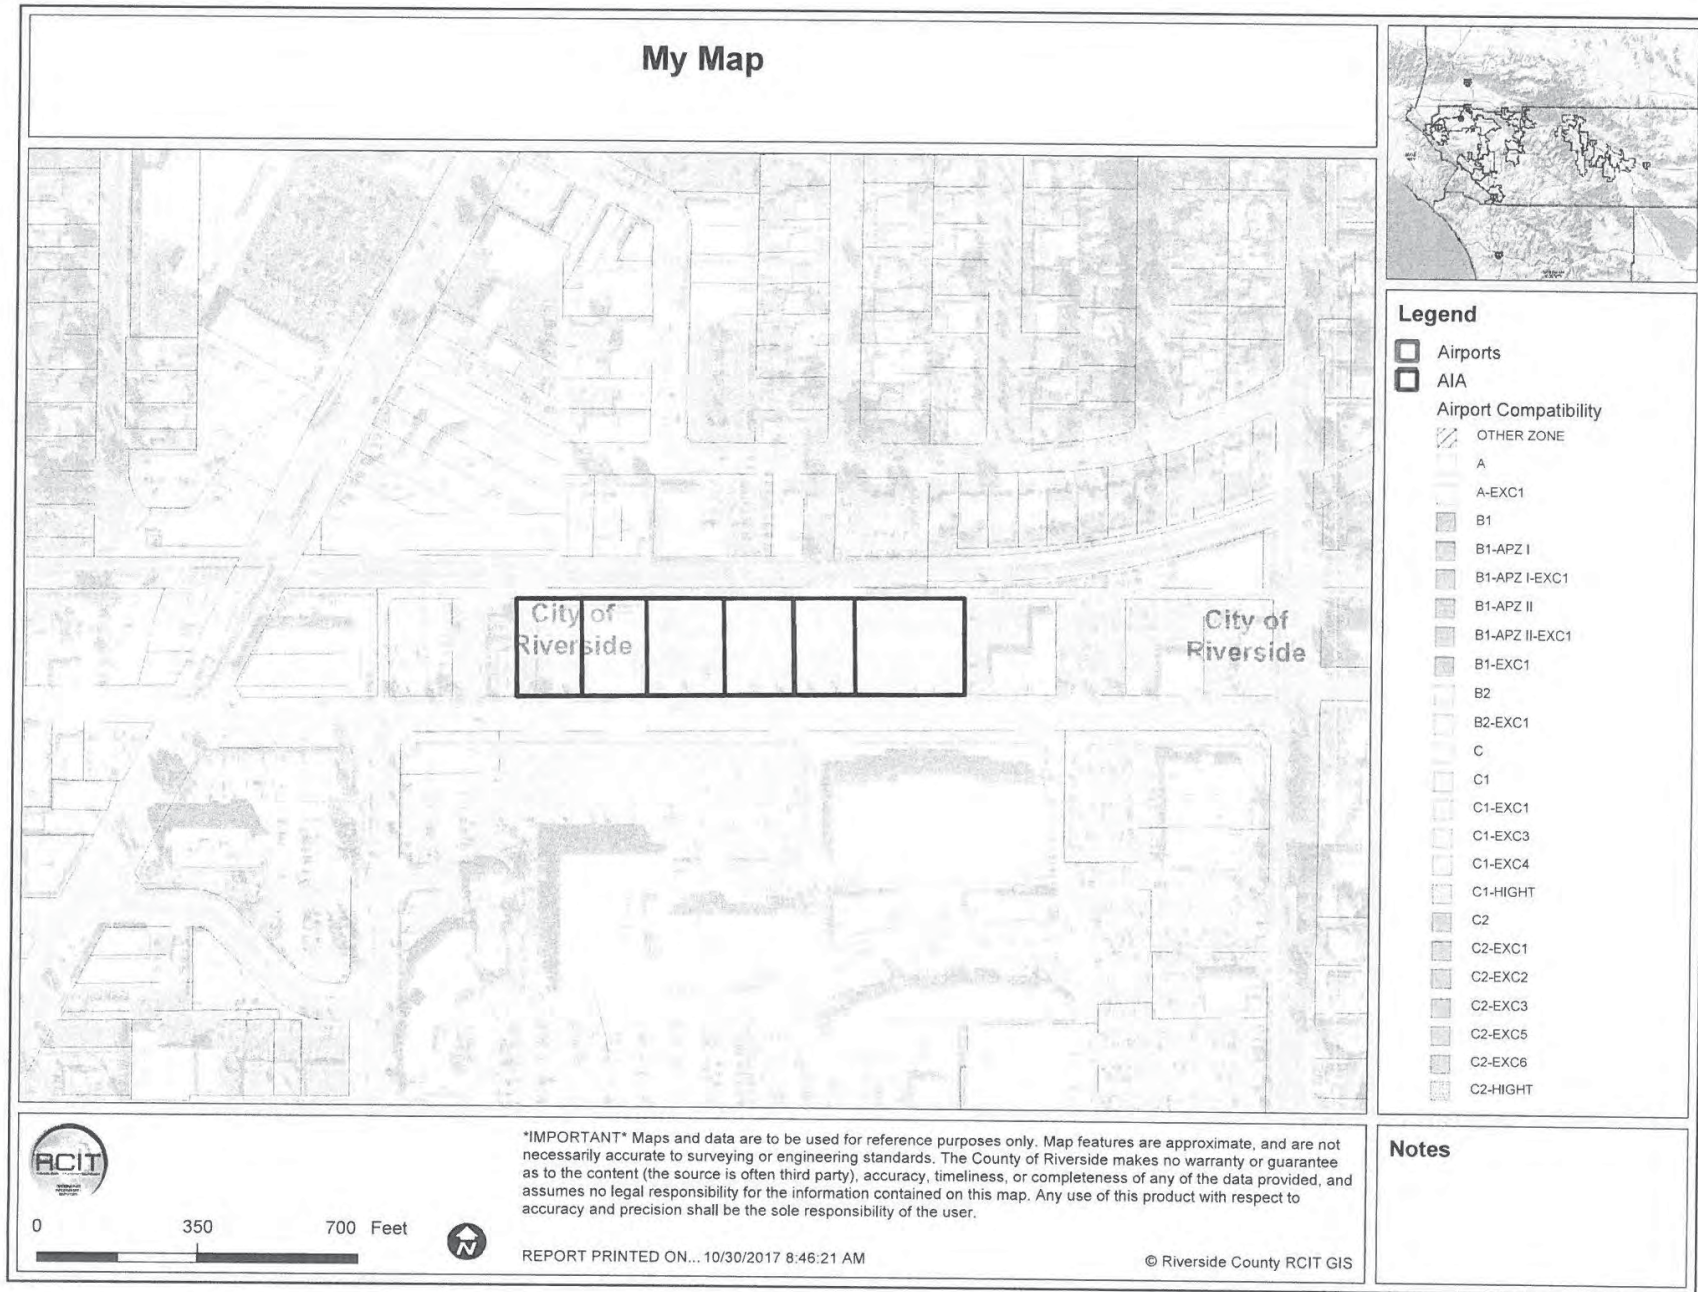 My Map
City of
Riverside
City of
Riverside
Legend
Airports
AIA
Airport Compatibility
OTHER ZONE
A
A-EXC1
B1
B1-APZ I
B1-APZ I-EXC1
B1-APZ II
B1-APZ II-EXC1
B1-EXC1
B2
B2-EXC1
C
C1
C1-EXC1
C1-EXC3
C1-EXC4
C1-HIGHT
C2
C2-EXC1
C2-EXC2
C2-EXC3
C2-EXC5
C2-EXC6
C2-HIGHT
RCIT
0 350 700 Feet
N
*IMPORTANT* Maps and data are to be used for reference purposes only. Map features are approximate, and are not
necessarily accurate to surveying or engineering standards. The County of Riverside makes no warranty or guarantee
as to the content (the source is often third party), accuracy, timeliness, or completeness of any of the data provided, and
assumes no legal responsibility for the information contained on this map. Any use of this product with respect to
accuracy and precision shall be the sole responsibility of the user.
REPORT PRINTED ON... 10/30/2017 8:46:21 AM
© Riverside County RCIT GIS
Notes